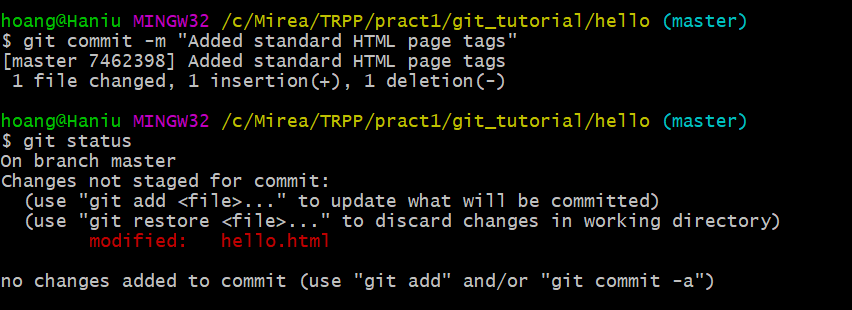 hoang@Haniu MINGW32 /c/Mirea/TRPP/pract1/git_tutorial/hello (master)
$ git commit -m "Added standard HTML page tags"
[master 7462398] Added standard HTML page tags
 1 file changed, 1 insertion(+), 1 deletion(-)

hoang@Haniu MINGW32 /c/Mirea/TRPP/pract1/git_tutorial/hello (master)
$ git status
On branch master
Changes not staged for commit:
  (use "git add <file>..." to update what will be committed)
  (use "git restore <file>..." to discard changes in working directory)
        modified:   hello.html

no changes added to commit (use "git add" and/or "git commit -a")